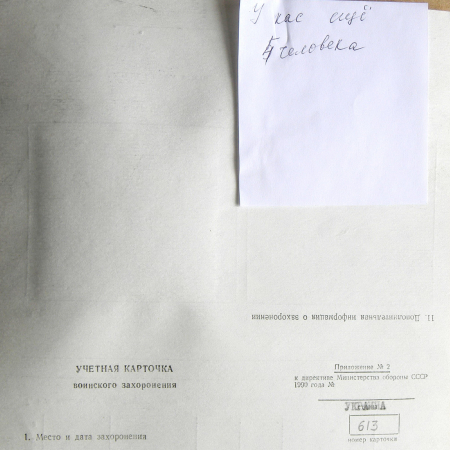 У нас ещё
4 человека
11. Дополнительная информация о захоронении
УЧЕТНАЯ КАРТОЧКА
воинского захоронения
Приложение № 2
к директиве Министерства обороны СССР
1990 года №
УКРАИНА
613
номер карточки
1. Место и дата захоронения